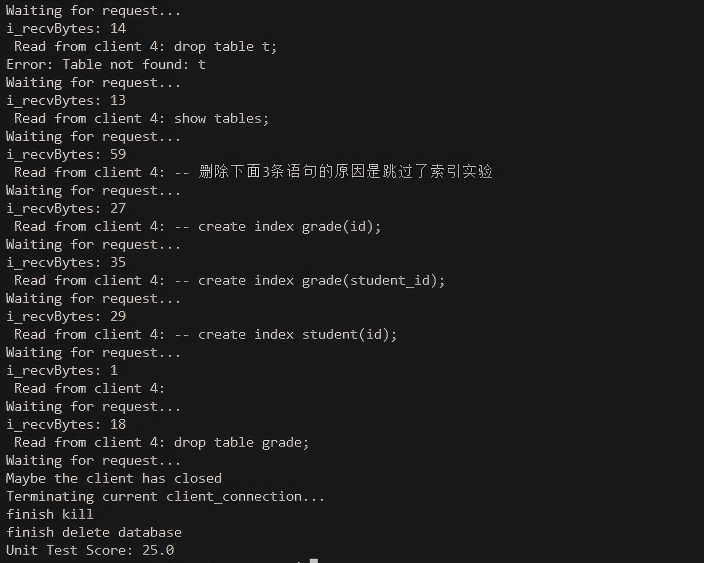 Waiting for request...
i_recvBytes: 14
 Read from client 4: drop table t;
Error: Table not found: t
Waiting for request...
i_recvBytes: 13
 Read from client 4: show tables;
Waiting for request...
i_recvBytes: 59
 Read from client 4: -- 删除下面3条语句的原因是跳过了索引实验
Waiting for request...
i_recvBytes: 27
 Read from client 4: -- create index grade(id);
Waiting for request...
i_recvBytes: 35
 Read from client 4: -- create index grade(student_id);
Waiting for request...
i_recvBytes: 29
 Read from client 4: -- create index student(id);
Waiting for request...
i_recvBytes: 1
 Read from client 4:
Waiting for request...
i_recvBytes: 18
 Read from client 4: drop table grade;
Waiting for request...
Maybe the client has closed
Terminating current client_connection...
finish kill
finish delete database
Unit Test Score: 25.0